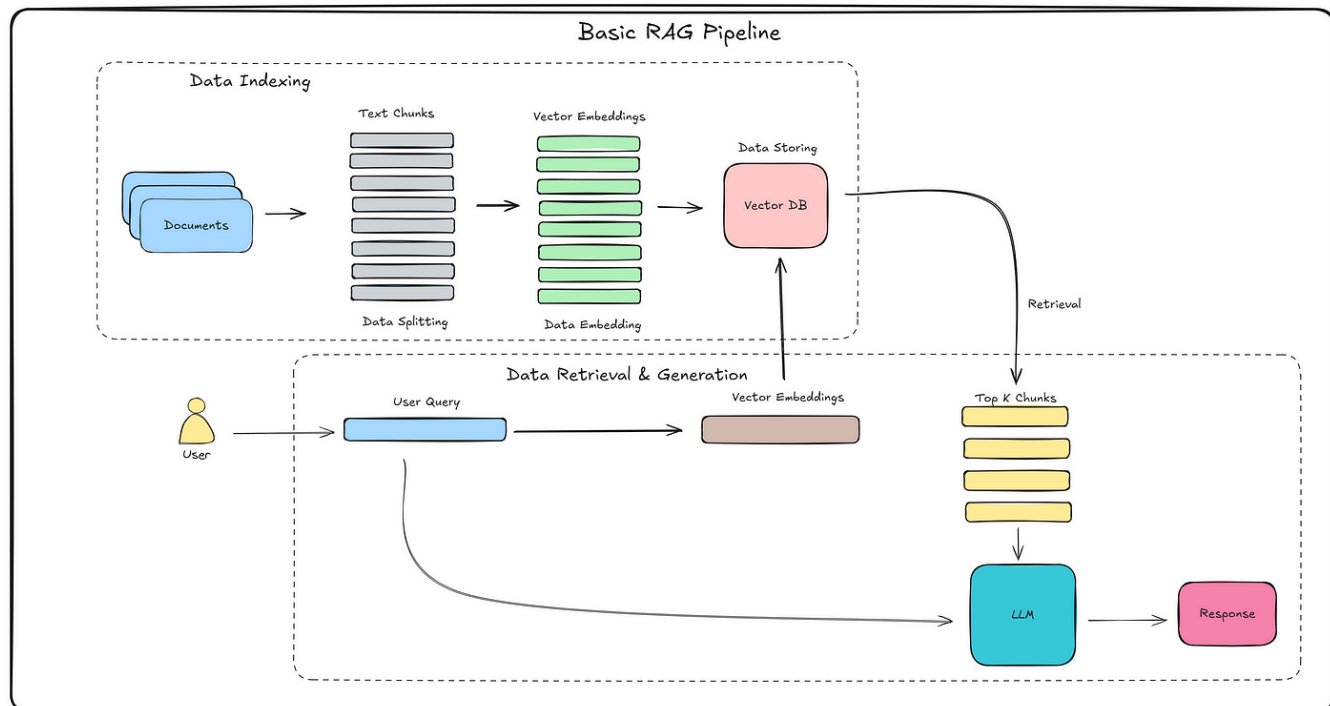 Basic RAG Pipeline
Data Indexing
Text Chunks
Vector Embeddings
Data Storing
Documents
Vector DB
Data Splitting
Data Embedding
Retrieval
Data Retrieval & Generation
User Query
Vector Embeddings
Top K Chunks
User
LLM
Response